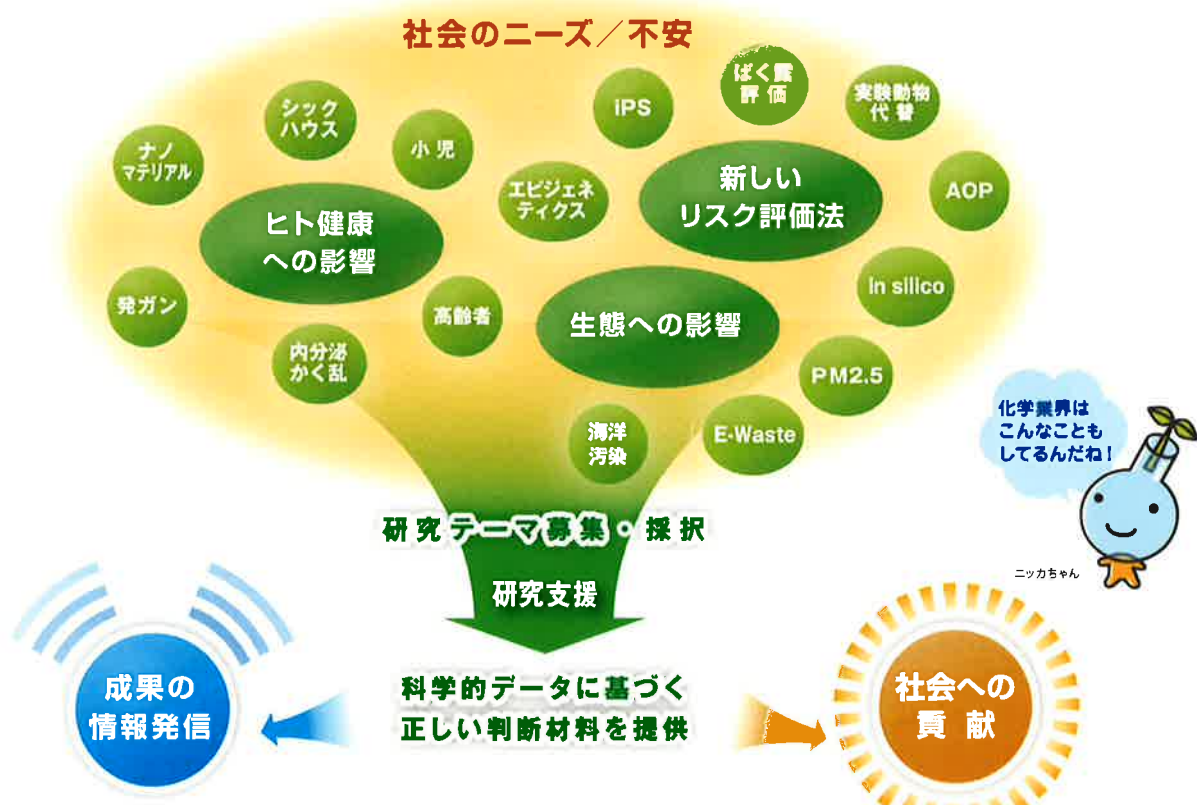 社会のニーズ／不安
シック
ハウス
ナノ
マテリアル
小児
iPS
ばく露
評価
実験動物
代替
エピジェネ
ティクス
新しい
リスク評価法
AOP
ヒト健康
への影響
発ガン
高齢者
内分泌
かく乱
生態への影響
in silico
PM2.5
海洋
汚染
E-Waste
化学業界は
こんなことも
してるんだね！
ニッカちゃん
研究テーマ募集・採択
研究支援
成果の
情報発信
科学的データに基づく
正しい判断材料を提供
社会への
貢献